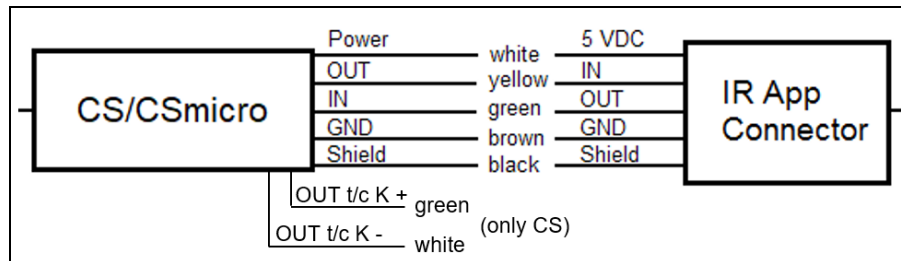 Power white 5 VDC
OUT yellow IN
CS/CSmicro IN green OUT IR App
GND brown GND Connector
Shield black Shield
OUT t/c K + green (only CS)
OUT t/c K - white